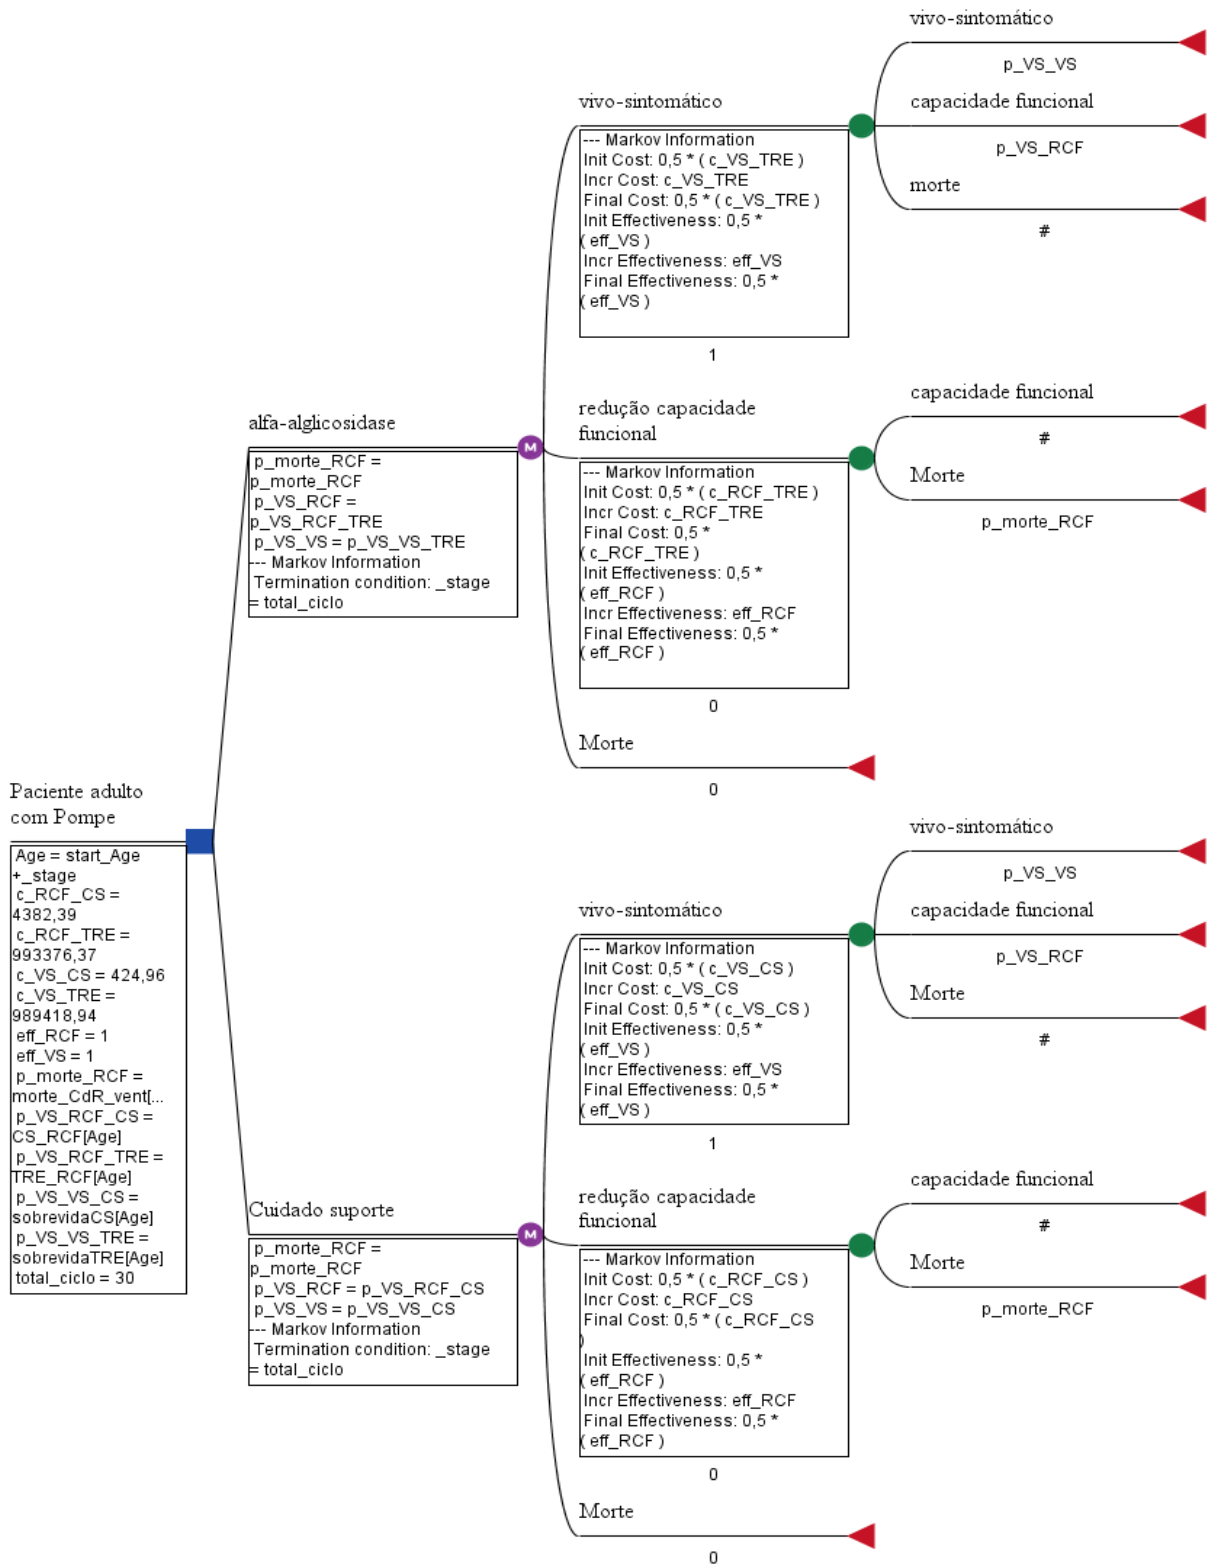 Paciente adulto
com Pompe
Age = start_Age
+_stage
c_RCF_CS =
4382,39
c_RCF_TRE =
993376,37
c_VS_CS = 424,96
c_VS_TRE =
989418,94
eff_RCF = 1
eff_VS = 1
p_morte_RCF =
morte_CdR_vent[...
p_VS_RCF_CS =
CS_RCF[Age]
p_VS_RCF_TRE =
TRE_RCF[Age]
p_VS_VS_CS =
sobrevidaCS[Age]
p_VS_VS_TRE =
sobrevidaTRE[Age]
total_ciclo = 30
alfa-alglicosidase
p_morte_RCF =
p_morte_RCF
p_VS_RCF =
p_VS_RCF_TRE
p_VS_VS = p_VS_VS_TRE
--- Markov Information
Termination condition: _stage
= total_ciclo
vivo-sintomático
--- Markov Information
Init Cost: 0,5 * ( c_VS_TRE )
Incr Cost: c_VS_TRE
Final Cost: 0,5 * ( c_VS_TRE )
Init Effectiveness: 0,5 *
( eff_VS )
Incr Effectiveness: eff_VS
Final Effectiveness: 0,5 *
( eff_VS )
1
vivo-sintomático
p_VS_VS
capacidade funcional
p_VS_RCF
morte
#
redução capacidade
funcional
--- Markov Information
Init Cost: 0,5 * ( c_RCF_TRE )
Incr Cost: c_RCF_TRE
Final Cost: 0,5 *
( c_RCF_TRE )
Init Effectiveness: 0,5 *
( eff_RCF )
Incr Effectiveness: eff_RCF
Final Effectiveness: 0,5 *
( eff_RCF )
0
capacidade funcional
#
Morte
p_morte_RCF
Morte
0
M
Cuidado suporte
p_morte_RCF =
p_morte_RCF
p_VS_RCF = p_VS_RCF_CS
p_VS_VS = p_VS_VS_CS
--- Markov Information
Termination condition: _stage
= total_ciclo
M
vivo-sintomático
--- Markov Information
Init Cost: 0,5 * ( c_VS_CS )
Incr Cost: c_VS_CS
Final Cost: 0,5 * ( c_VS_CS )
Init Effectiveness: 0,5 *
( eff_VS )
Incr Effectiveness: eff_VS
Final Effectiveness: 0,5 *
( eff_VS )
1
vivo-sintomático
p_VS_VS
capacidade funcional
p_VS_RCF
Morte
#
redução capacidade
funcional
--- Markov Information
Init Cost: 0,5 * ( c_RCF_CS )
Incr Cost: c_RCF_CS
Final Cost: 0,5 * ( c_RCF_CS
)
Init Effectiveness: 0,5 *
( eff_RCF )
Incr Effectiveness: eff_RCF
Final Effectiveness: 0,5 *
( eff_RCF )
0
capacidade funcional
#
Morte
p_morte_RCF
Morte
0